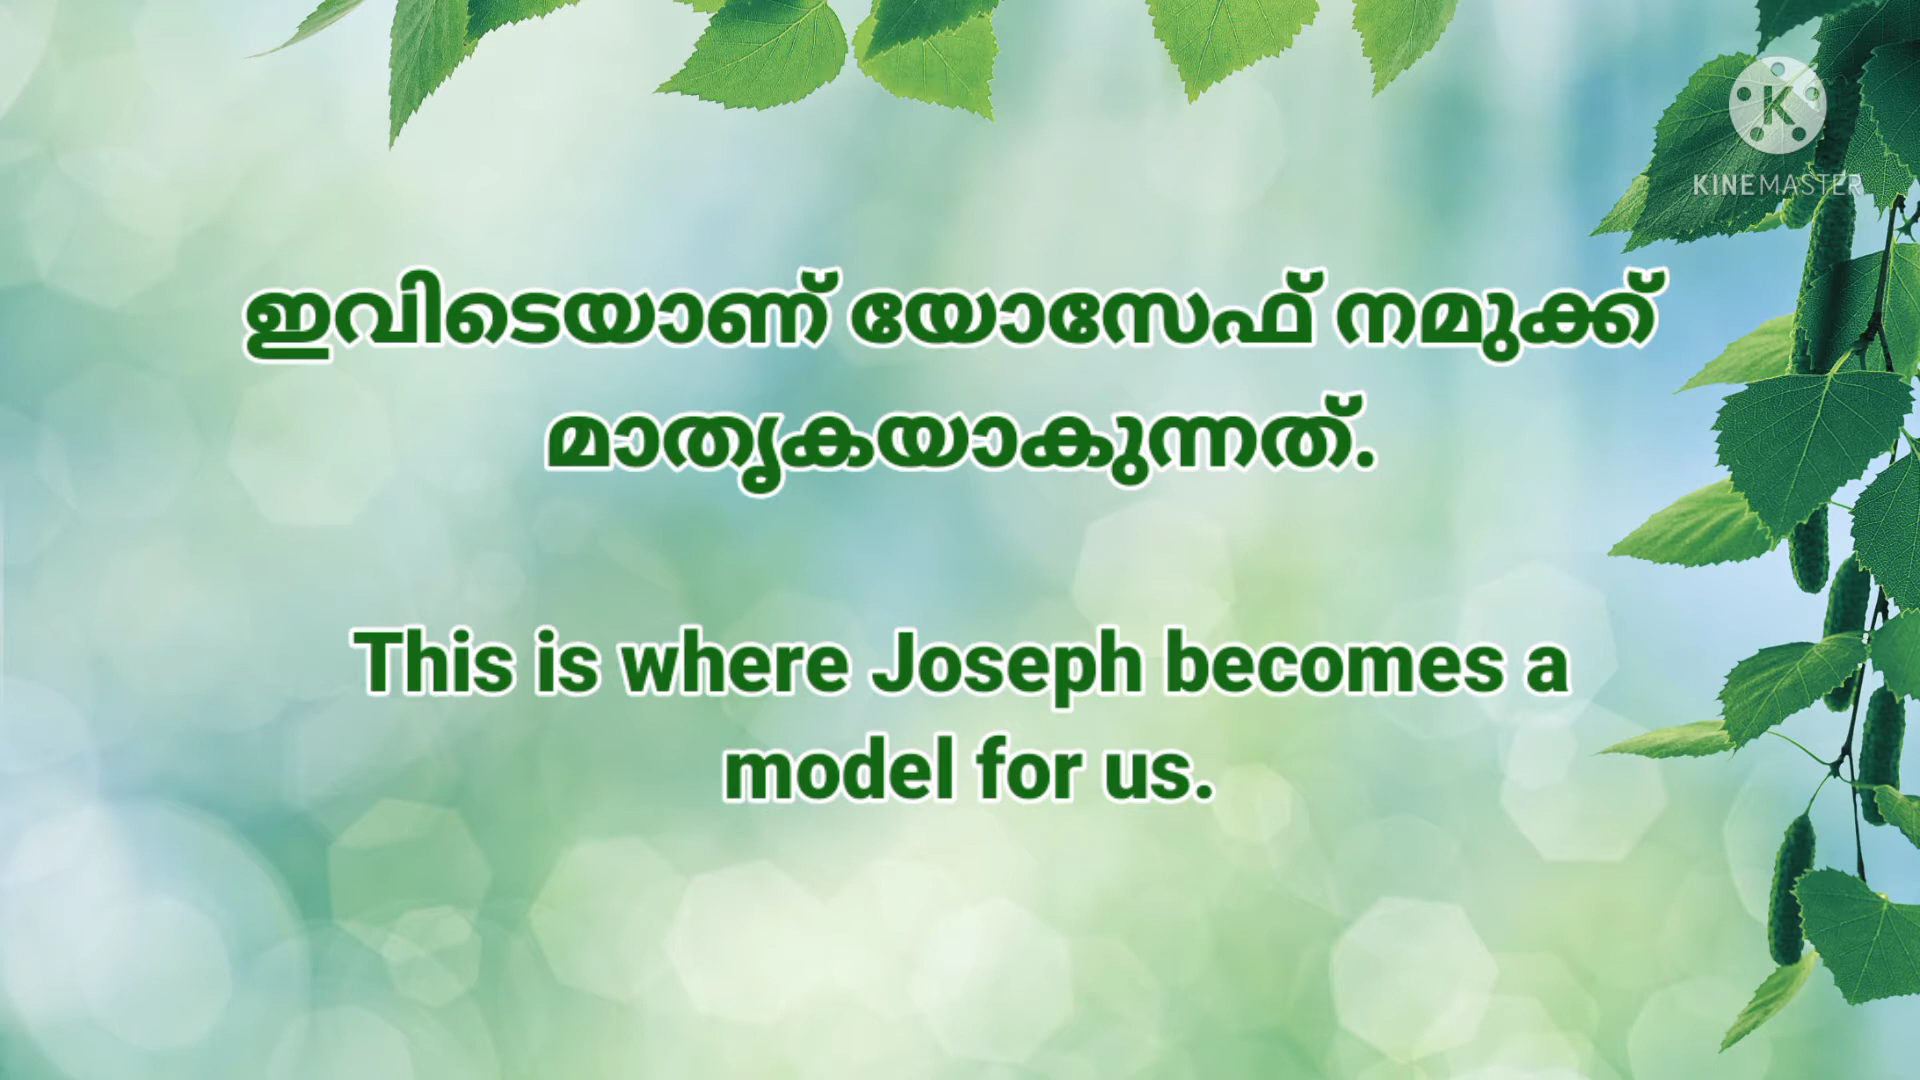 K
KINEMASTER
ഇവിടെയാണ് യോസേഫ് നമുക്ക്
മാതൃകയാകുന്നത്.
This is where Joseph becomes a
model for us.